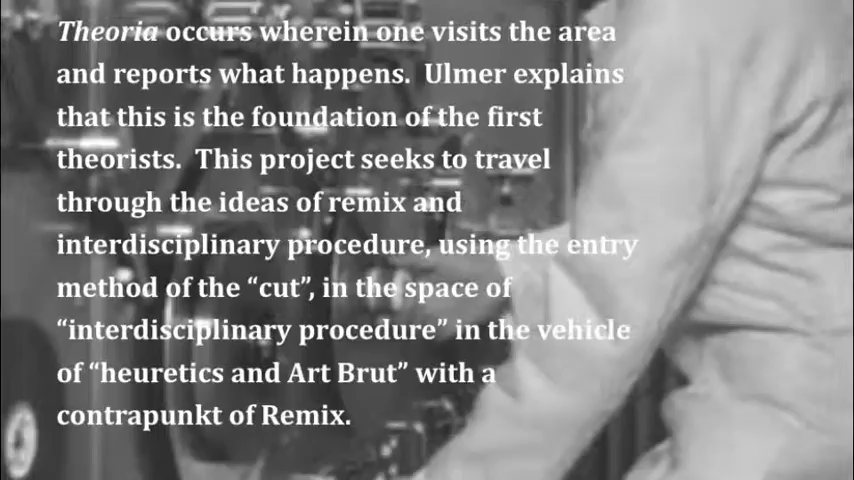 Theoria occurs wherein one visits the area
and reports what happens. Ulmer explains
that this is the foundation of the first
theorists. This project seeks to travel
through the ideas of remix and
interdisciplinary procedure, using the entry
method of the “cut”, in the space of
“interdisciplinary procedure” in the vehicle
of “heuretics and Art Brut” with a
contrapunkt of Remix.